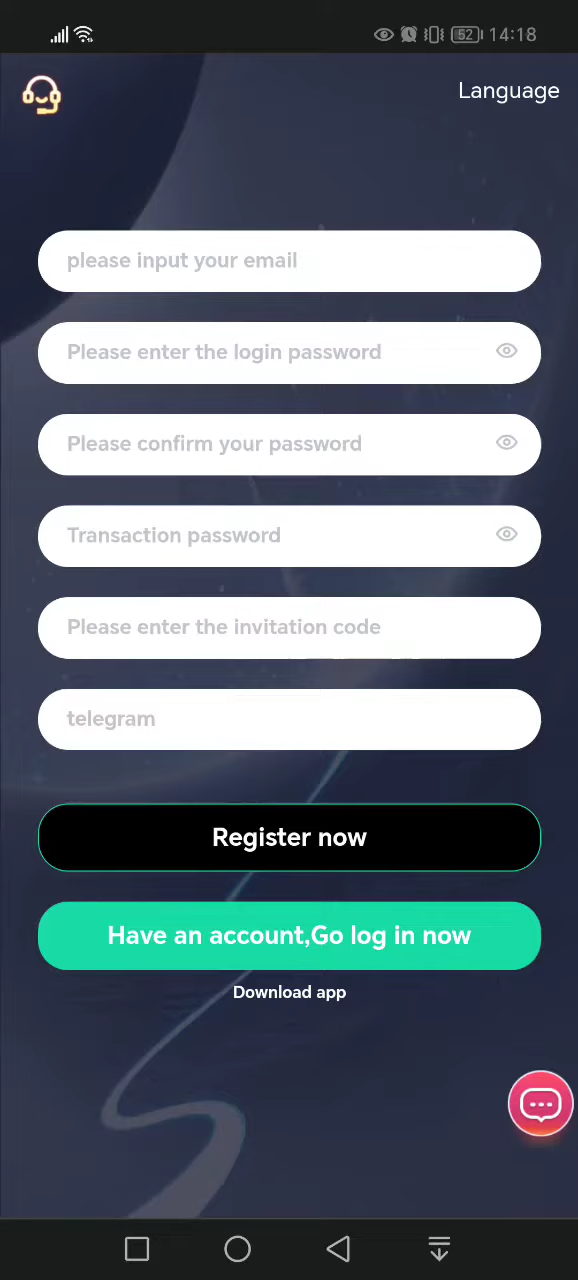 52 14:18
Language
please input your email
Please enter the login password
Please confirm your password
Transaction password
Please enter the invitation code
telegram
Register now
Have an account,Go log in now
Download app